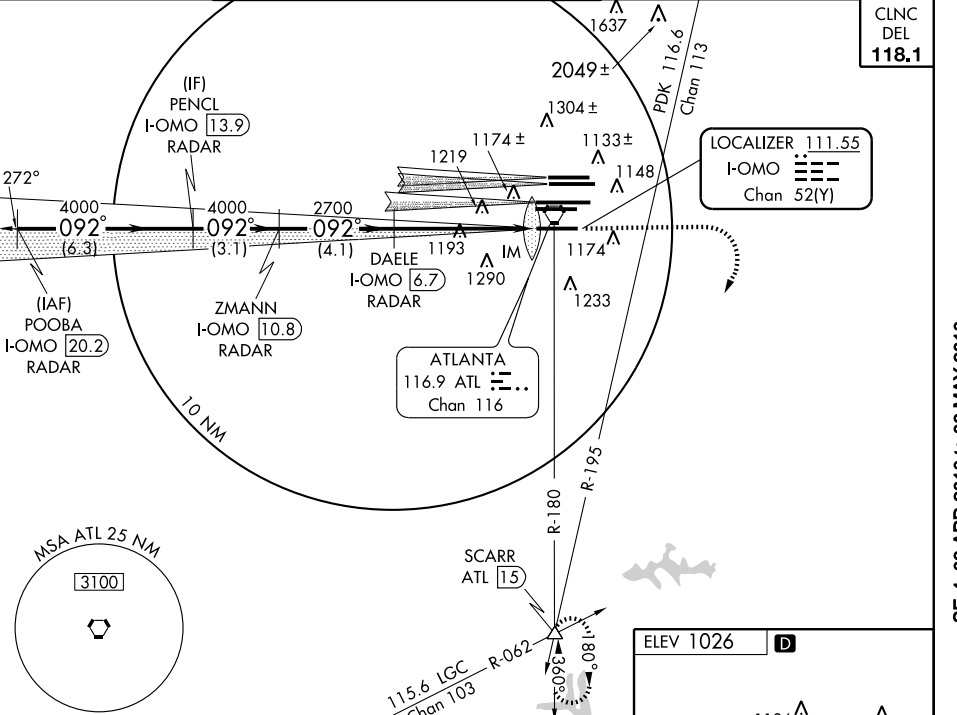 CLNC
DEL
118.1
1637
2049±
PDK 116.6
Chan 113
(IF)
PENCL
I-OMO 13.9
RADAR
1304±
1174±
1133±
1219
1148
LOCALIZER 111.55
I-OMO
Chan 52(Y)
272°
4000
092°
(6.3)
4000
092°
(3.1)
2700
092°
(4.1)
1193
IM
1174
DAELE
I-OMO 6.7
RADAR
1290
1233
(IAF)
POOBA
I-OMO 20.2
RADAR
ZMANN
I-OMO 10.8
RADAR
ATLANTA
116.9 ATL
Chan 116
10 NM
R-195
R-180
MSA ATL 25 NM
3100
SCARR
ATL 15
R-062
115.6 LGC
Chan 103
360°
180°
ELEV 1026
D